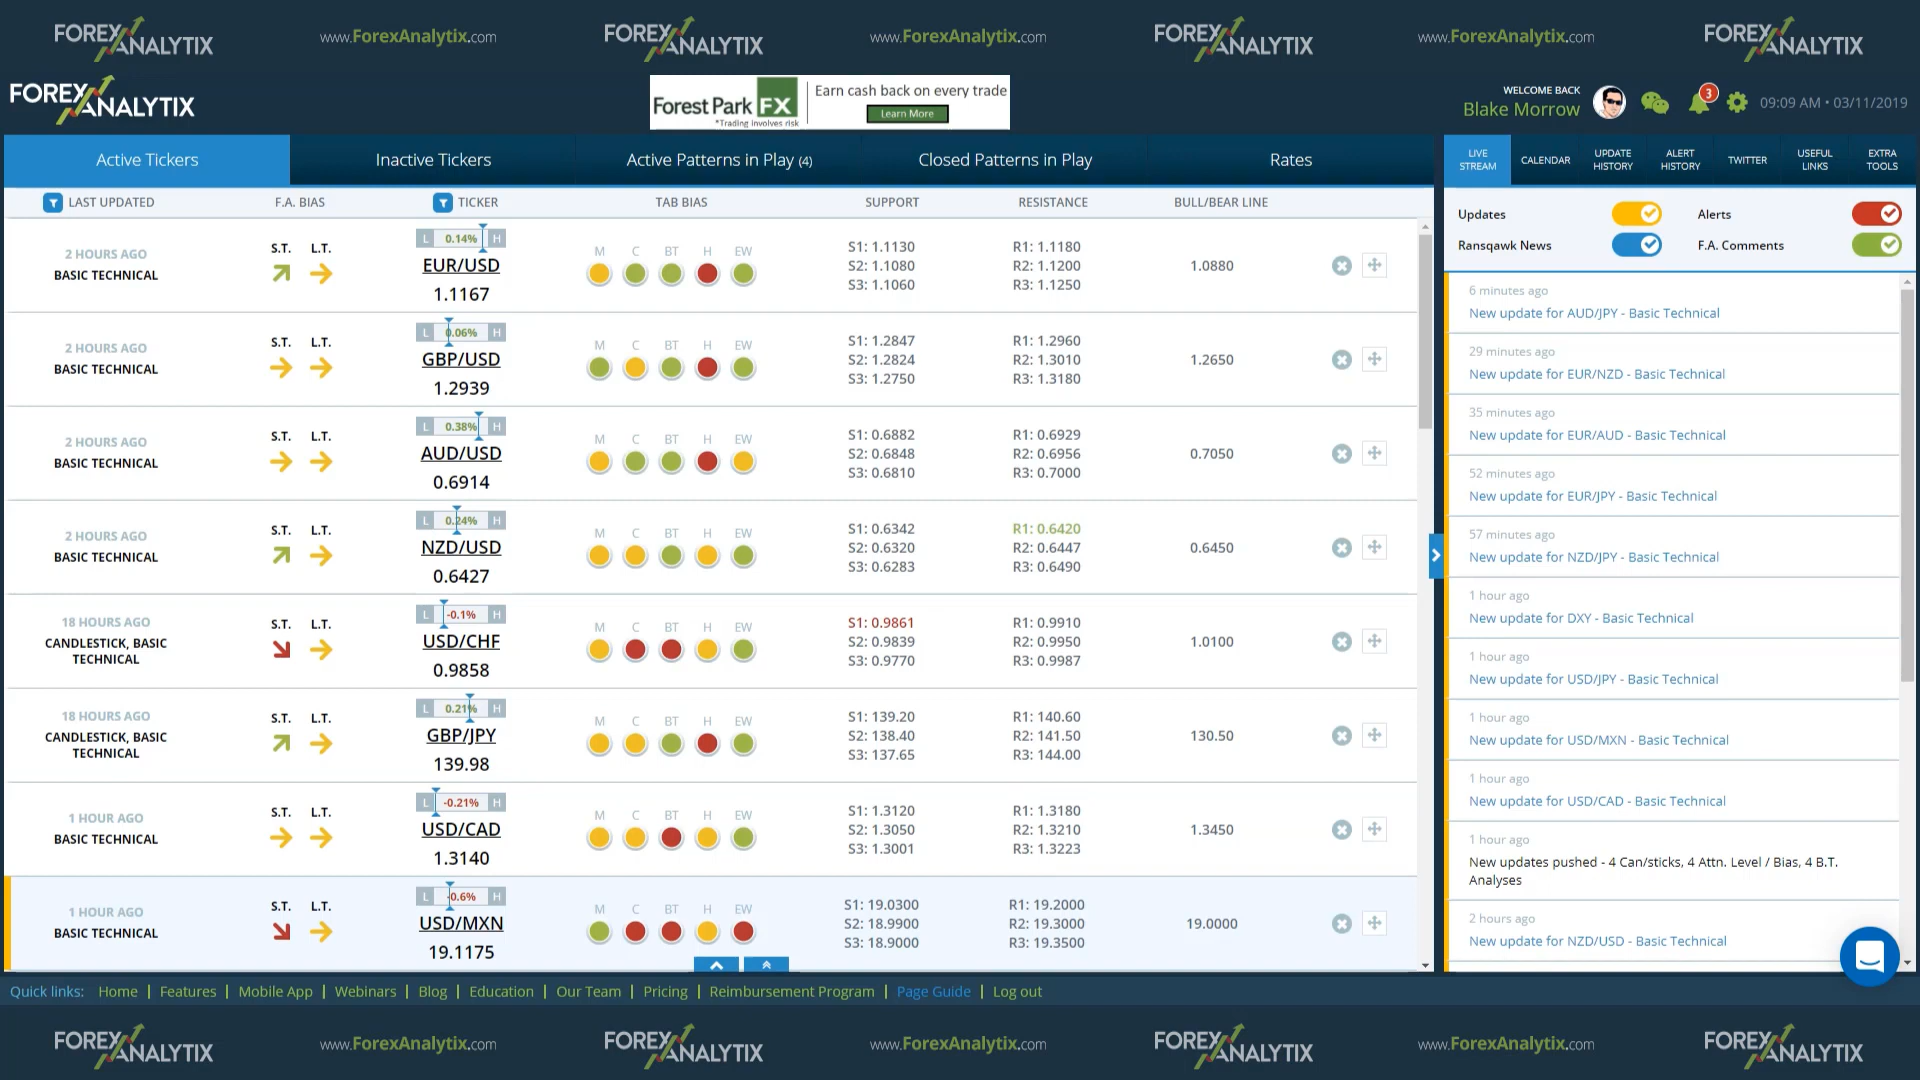 FOREX ANALYTIX www.ForexAnalytix.com FOREX ANALYTIX www.ForexAnalytix.com FOREX ANALYTIX www.ForexAnalytix.com FOREX ANALYTIX
FOREX ANALYTIX
Forest Park FX
*Trading involves risk
Earn cash back on every trade
Learn More
WELCOME BACK
Blake Morrow
3
09:09 AM • 03/11/2019
Active Tickers Inactive Tickers Active Patterns in Play (4) Closed Patterns in Play Rates
LAST UPDATED F.A. BIAS TICKER TAB BIAS SUPPORT RESISTANCE BULL/BEAR LINE
2 HOURS AGO
BASIC TECHNICAL
S.T. L.T.
L 0.14% H
EUR/USD
1.1167
M C BT H EW
S1: 1.1130
S2: 1.1080
S3: 1.1060
R1: 1.1180
R2: 1.1200
R3: 1.1250
1.0880
2 HOURS AGO
BASIC TECHNICAL
S.T. L.T.
L 0.06% H
GBP/USD
1.2939
M C BT H EW
S1: 1.2847
S2: 1.2824
S3: 1.2750
R1: 1.2960
R2: 1.3010
R3: 1.3180
1.2650
2 HOURS AGO
BASIC TECHNICAL
S.T. L.T.
L 0.38% H
AUD/USD
0.6914
M C BT H EW
S1: 0.6882
S2: 0.6848
S3: 0.6810
R1: 0.6929
R2: 0.6956
R3: 0.7000
0.7050
2 HOURS AGO
BASIC TECHNICAL
S.T. L.T.
L 0.24% H
NZD/USD
0.6427
M C BT H EW
S1: 0.6342
S2: 0.6320
S3: 0.6283
R1: 0.6420
R2: 0.6447
R3: 0.6490
0.6450
18 HOURS AGO
CANDLESTICK, BASIC
TECHNICAL
S.T. L.T.
L -0.1% H
USD/CHF
0.9858
M C BT H EW
S1: 0.9861
S2: 0.9839
S3: 0.9770
R1: 0.9910
R2: 0.9950
R3: 0.9987
1.0100
18 HOURS AGO
CANDLESTICK, BASIC
TECHNICAL
S.T. L.T.
L 0.21% H
GBP/JPY
139.98
M C BT H EW
S1: 139.20
S2: 138.40
S3: 137.65
R1: 140.60
R2: 141.50
R3: 144.00
130.50
1 HOUR AGO
BASIC TECHNICAL
S.T. L.T.
L -0.21% H
USD/CAD
1.3140
M C BT H EW
S1: 1.3120
S2: 1.3050
S3: 1.3001
R1: 1.3180
R2: 1.3210
R3: 1.3223
1.3450
1 HOUR AGO
BASIC TECHNICAL
S.T. L.T.
L -0.6% H
USD/MXN
19.1175
M C BT H EW
S1: 19.0300
S2: 18.9900
S3: 18.9000
R1: 19.2000
R2: 19.3000
R3: 19.3500
19.0000
LIVE STREAM CALENDAR UPDATE HISTORY ALERT HISTORY TWITTER USEFUL LINKS EXTRA TOOLS
Updates Alerts
Ransqawk News F.A. Comments
6 minutes ago
New update for AUD/JPY - Basic Technical
29 minutes ago
New update for EUR/NZD - Basic Technical
35 minutes ago
New update for EUR/AUD - Basic Technical
52 minutes ago
New update for EUR/JPY - Basic Technical
57 minutes ago
New update for NZD/JPY - Basic Technical
1 hour ago
New update for DXY - Basic Technical
1 hour ago
New update for USD/JPY - Basic Technical
1 hour ago
New update for USD/MXN - Basic Technical
1 hour ago
New update for USD/CAD - Basic Technical
1 hour ago
New updates pushed - 4 Can/sticks, 4 Attn. Level / Bias, 4 B.T.
Analyses
2 hours ago
New update for NZD/USD - Basic Technical
Quick links: Home | Features | Mobile App | Webinars | Blog | Education | Our Team | Pricing | Reimbursement Program | Page Guide | Log out
FOREX ANALYTIX www.ForexAnalytix.com FOREX ANALYTIX www.ForexAnalytix.com FOREX ANALYTIX www.ForexAnalytix.com FOREX ANALYTIX